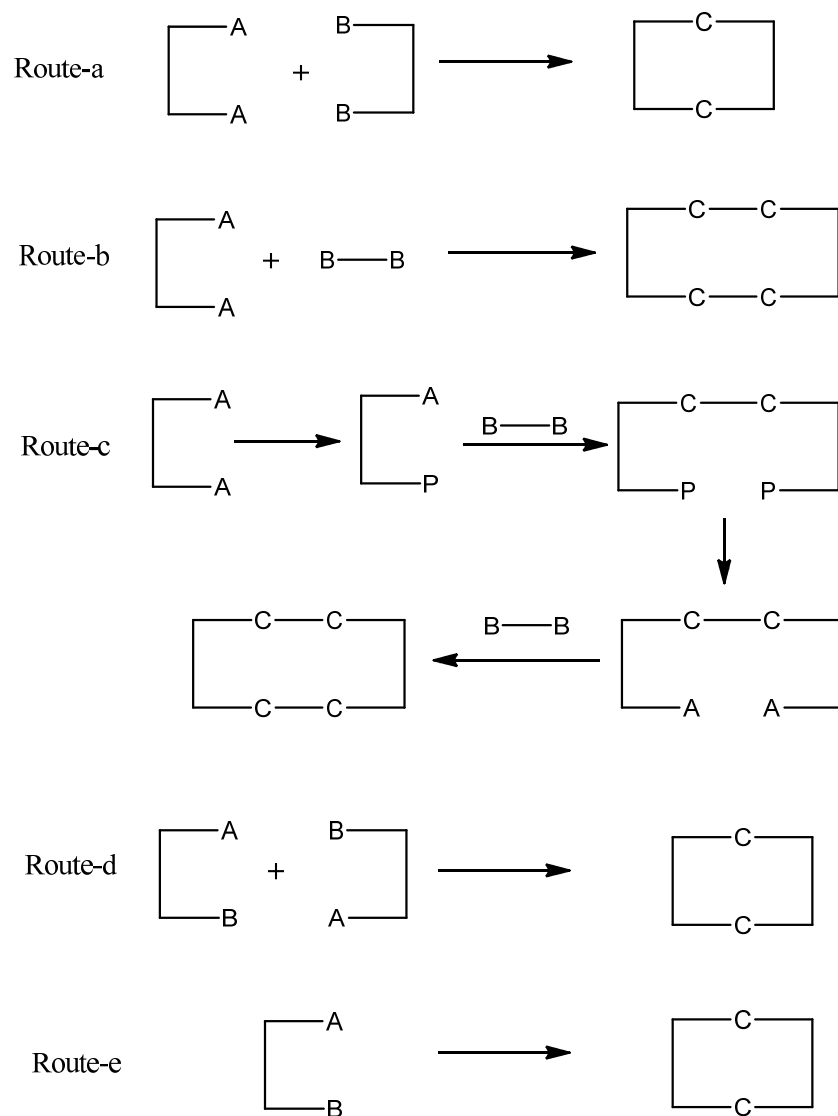 A B C
Route-a +
A B C
A C C
Route-b + B B
A C C
A A B B C C
Route-c
A P P P
C C B B C C
C C A A
A B C
Route-d +
B A C
A C
Route-e
B C